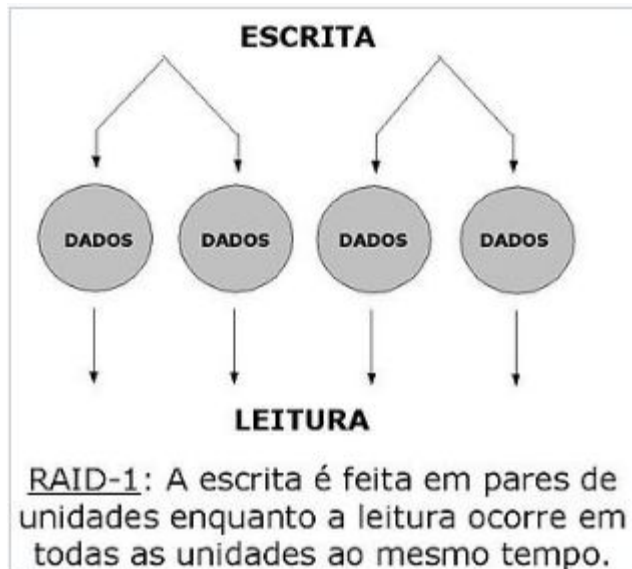 ESCRITA
DADOS DADOS DADOS DADOS
LEITURA
RAID-1: A escrita é feita em pares de
unidades enquanto a leitura ocorre em
todas as unidades ao mesmo tempo.